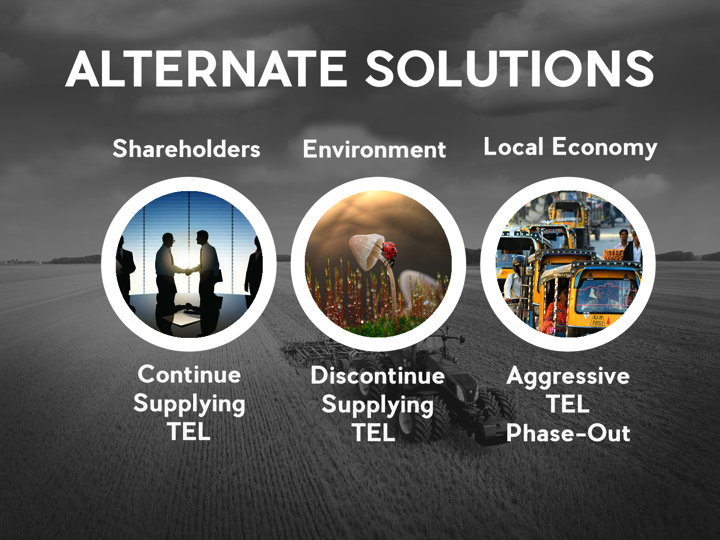 ALTERNATE SOLUTIONS
Shareholders
Environment
Local Economy
Continue
Supplying
TEL
Discontinue
Supplying
TEL
Aggressive
TEL
Phase-Out